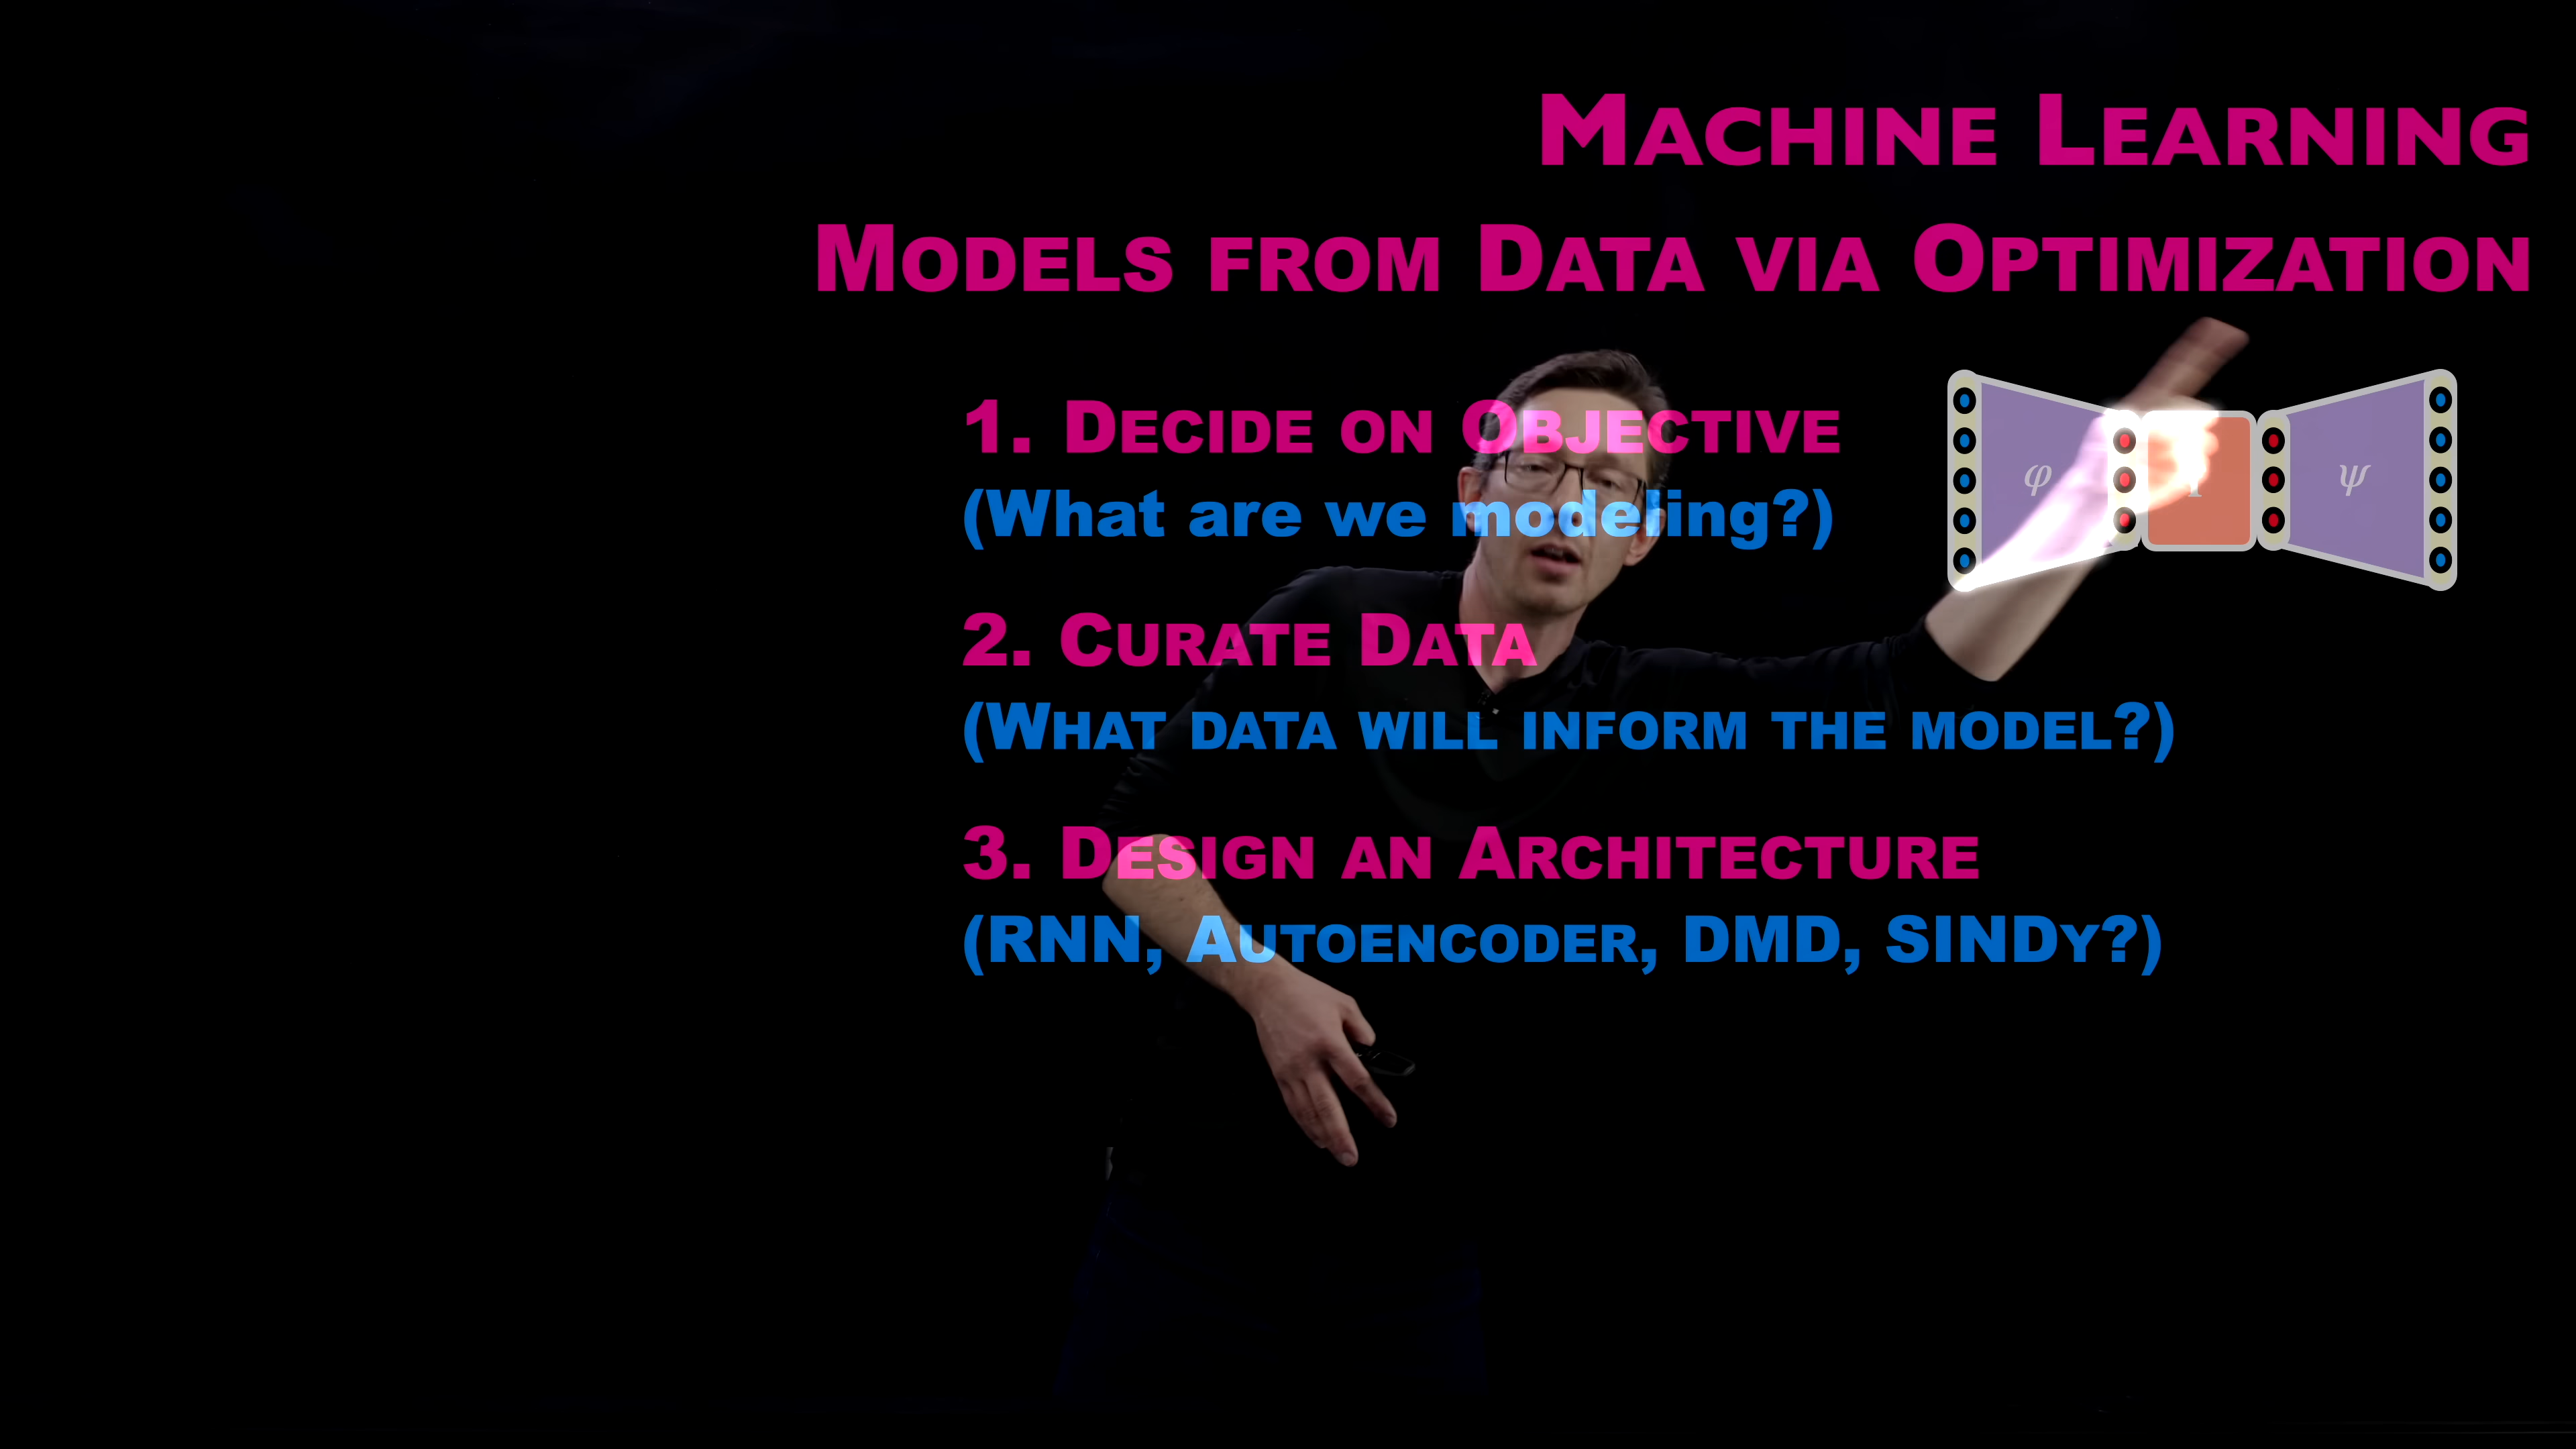 Machine Learning
Models from Data via Optimization
1. Decide on Objective
(What are we modeling?)
φ
ψ
2. Curate Data
(What data will inform the model?)
3. Design an Architecture
(RNN, Autoencoder, DMD, SINDy?)